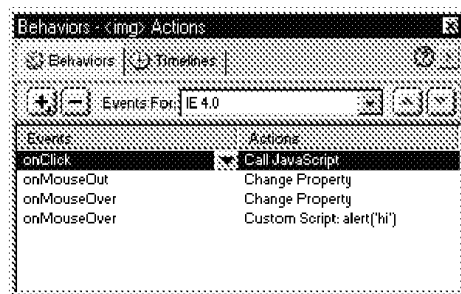 Behaviors - <img> Actions
Behaviors Timelines
Events For: IE 4.0
Events Actions
onClick Call JavaScript
onMouseOut Change Property
onMouseOver Change Property
onMouseOver Custom Script: alert('hi')